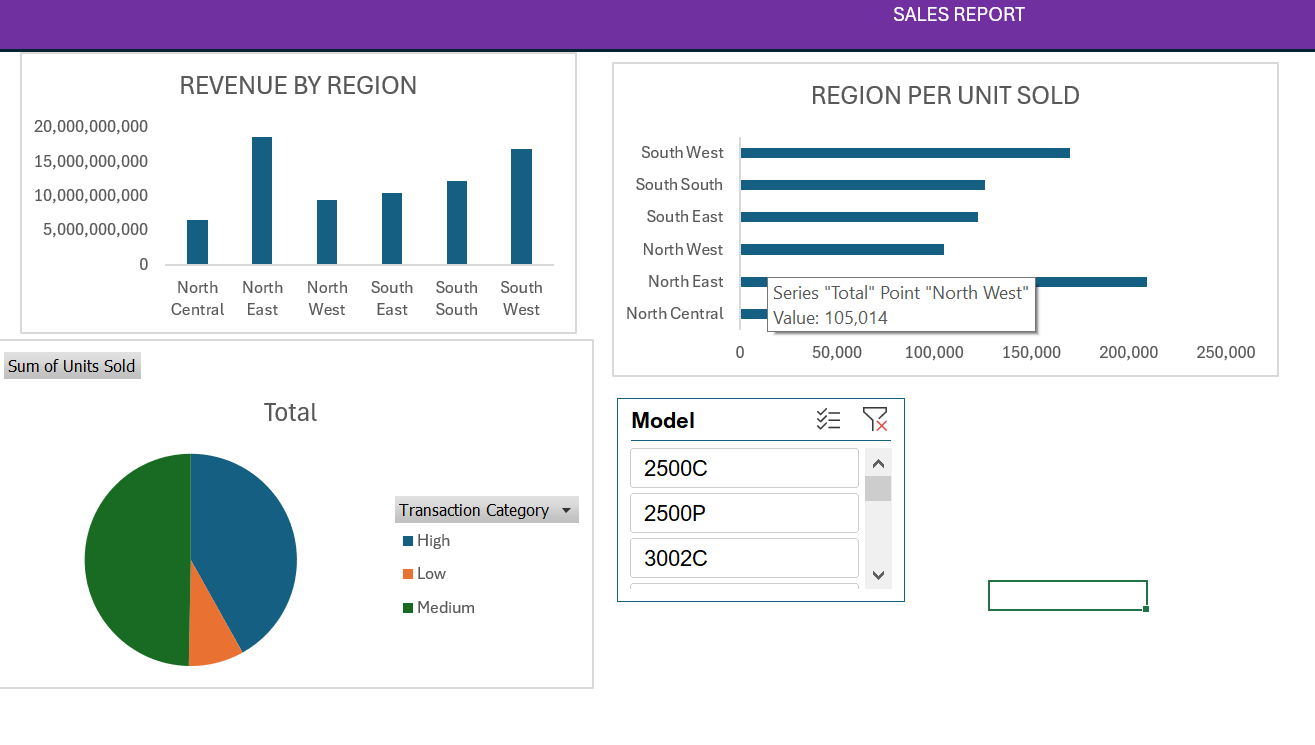 SALES REPORT
REVENUE BY REGION
20,000,000,000
15,000,000,000
10,000,000,000
5,000,000,000
0
North Central
North East
North West
South East
South South
South West
REGION PER UNIT SOLD
South West
South South
South East
North West
North East
North Central
Series "Total" Point "North West"
Value: 105,014
0
50,000
100,000
150,000
200,000
250,000
Sum of Units Sold
Total
Transaction Category
High
Low
Medium
Model
2500C
2500P
3002C